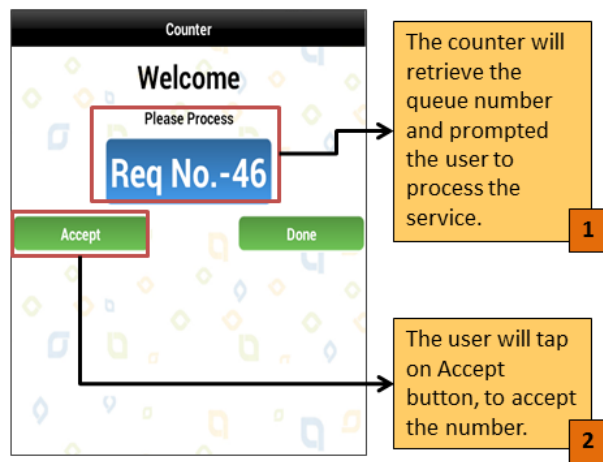 Counter
Welcome
Please Process
Req No.-46
Accept
Done
The counter will
retrieve the
queue number
and prompted
the user to
process the
service.
1
The user will tap
on Accept
button, to accept
the number.
2